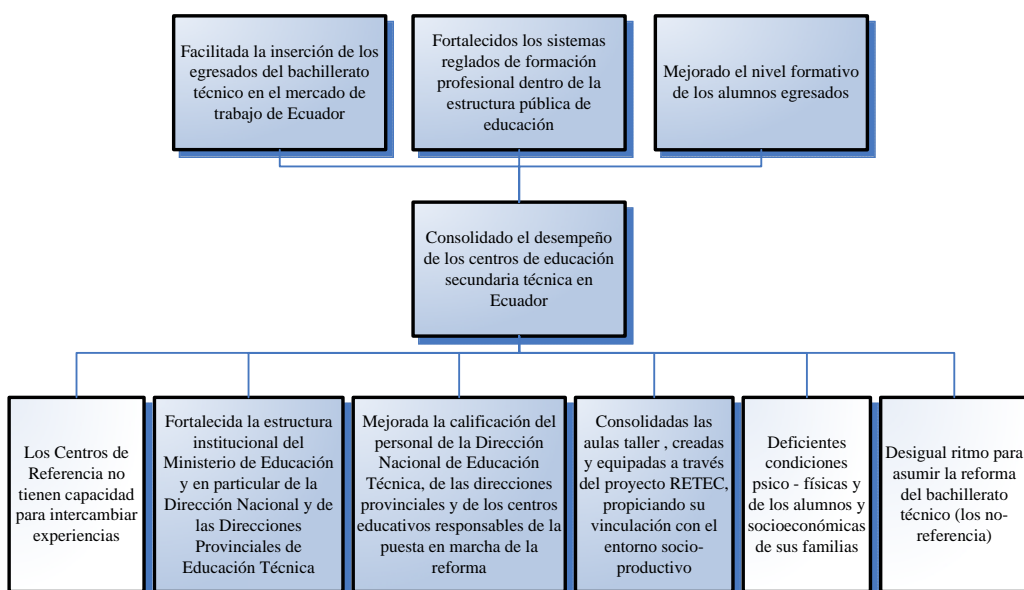 Facilitada la inserción de los
egresados del bachillerato
técnico en el mercado de
trabajo de Ecuador
Fortalecidos los sistemas
reglados de formación
profesional dentro de la
estructura pública de
educación
Mejorado el nivel formativo
de los alumnos egresados
Consolidado el desempeño
de los centros de educación
secundaria técnica en
Ecuador
Los Centros de
Referencia no
tienen capacidad
para intercambiar
experiencias
Fortalecida la estructura
institucional del
Ministerio de Educación
y en particular de la
Dirección Nacional y de
las Direcciones
Provinciales de
Educación Técnica
Mejorada la calificación del
personal de la Dirección
Nacional de Educación
Técnica, de las direcciones
provinciales y de los centros
educativos responsables de la
puesta en marcha de la
reforma
Consolidadas las
aulas taller , creadas
y equipadas a través
del proyecto RETEC,
propiciando su
vinculación con el
entorno socio-
productivo
Deficientes
condiciones
psico - físicas y
de los alumnos y
socioeconómicas
de sus familias
Desigual ritmo para
asumir la reforma
del bachillerato
técnico (los no-
referencia)